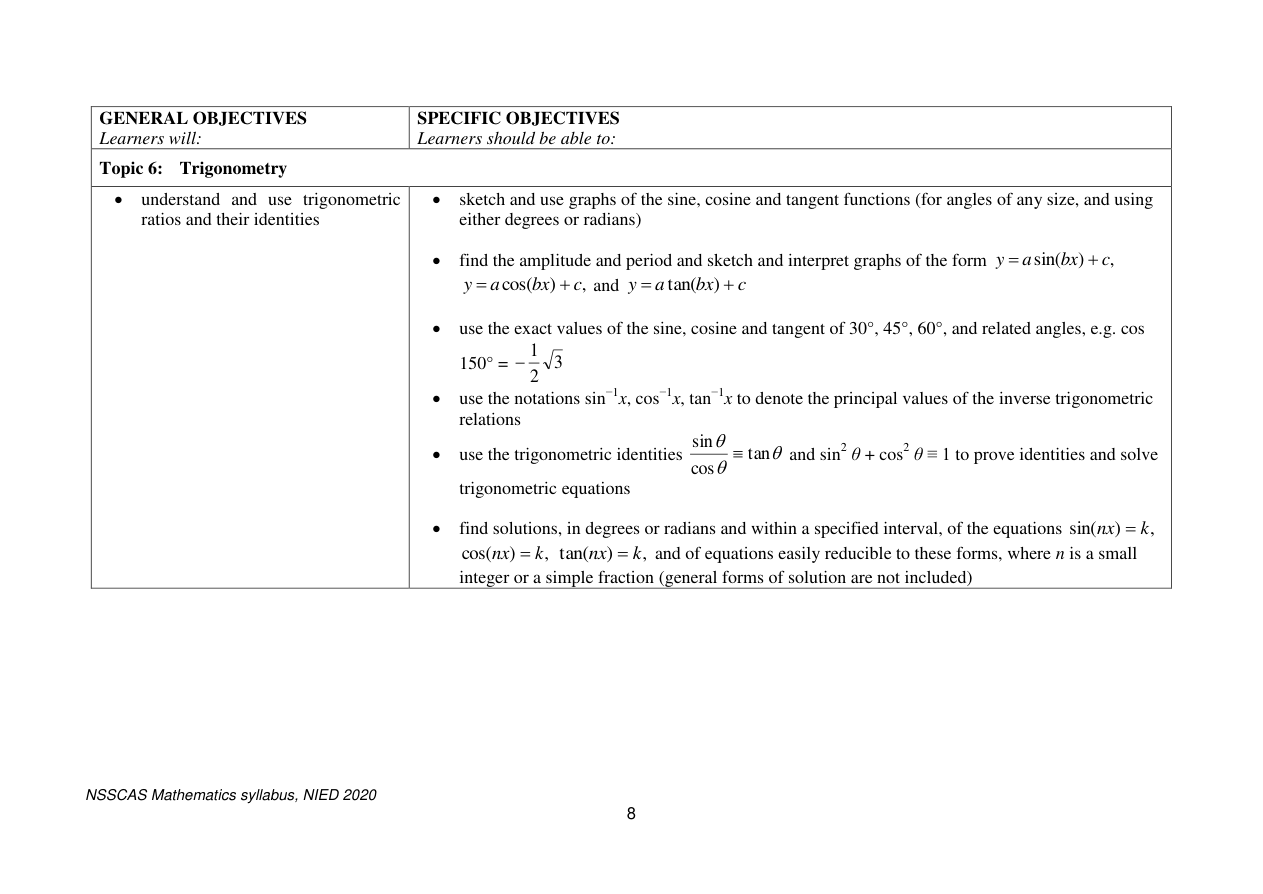 GENERAL OBJECTIVES
Learners will:
SPECIFIC OBJECTIVES
Learners should be able to:
Topic 6: Trigonometry
• understand and use trigonometric
ratios and their identities
• sketch and use graphs of the sine, cosine and tangent functions (for angles of any size, and using
either degrees or radians)
• find the amplitude and period and sketch and interpret graphs of the form y = a sin(bx) + c,
y = a cos(bx) + c, and y = a tan(bx) + c
• use the exact values of the sine, cosine and tangent of 30°, 45°, 60°, and related angles, e.g. cos
150° = −1/2 √3
• use the notations sin⁻¹x, cos⁻¹x, tan⁻¹x to denote the principal values of the inverse trigonometric
relations
• use the trigonometric identities sin θ / cos θ ≡ tan θ and sin² θ + cos² θ ≡ 1 to prove identities and solve
trigonometric equations
• find solutions, in degrees or radians and within a specified interval, of the equations sin(nx) = k,
cos(nx) = k, tan(nx) = k, and of equations easily reducible to these forms, where n is a small
integer or a simple fraction (general forms of solution are not included)
NSSCAS Mathematics syllabus, NIED 2020
8